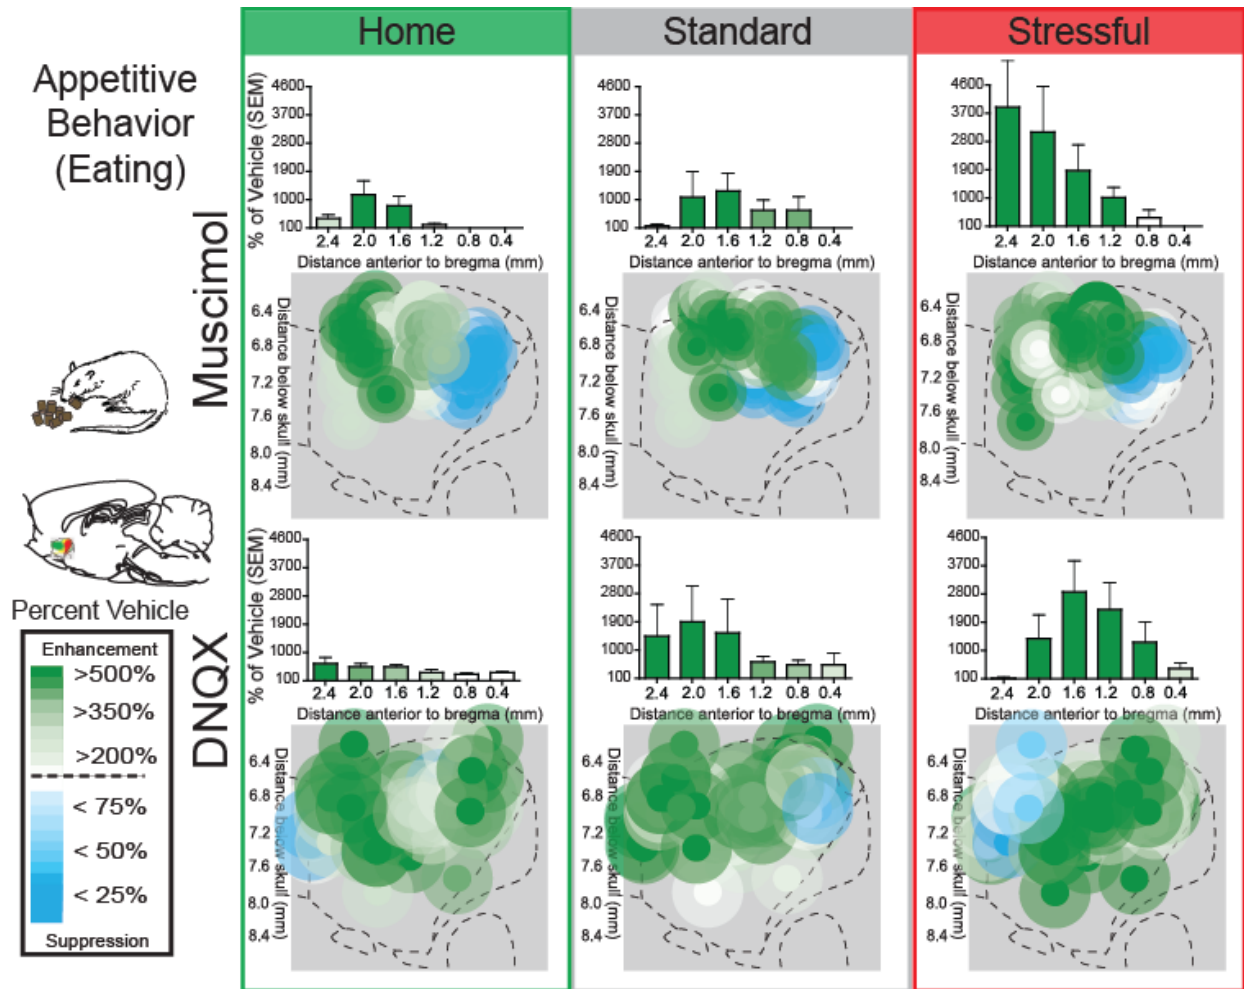 Home
Standard
Stressful
Appetitive
Behavior
(Eating)
Muscimol
% of Vehicle (SEM)
4600
3700
2800
1900
1000
100
2.4 2.0 1.6 1.2 0.8 0.4
Distance anterior to bregma (mm)
4600
3700
2800
1900
1000
100
2.4 2.0 1.6 1.2 0.8 0.4
Distance anterior to bregma (mm)
4600
3700
2800
1900
1000
100
2.4 2.0 1.6 1.2 0.8 0.4
Distance anterior to bregma (mm)
Distance below skull (mm)
6.4
6.8
7.2
7.6
8.0
8.4
Distance below skull (mm)
6.4
6.8
7.2
7.6
8.0
8.4
Distance below skull (mm)
6.4
6.8
7.2
7.6
8.0
8.4
DNQX
% of Vehicle (SEM)
4600
3700
2800
1900
1000
100
2.4 2.0 1.6 1.2 0.8 0.4
Distance anterior to bregma (mm)
4600
3700
2800
1900
1000
100
2.4 2.0 1.6 1.2 0.8 0.4
Distance anterior to bregma (mm)
4600
3700
2800
1900
1000
100
2.4 2.0 1.6 1.2 0.8 0.4
Distance anterior to bregma (mm)
Distance below skull (mm)
6.4
6.8
7.2
7.6
8.0
8.4
Distance below skull (mm)
6.4
6.8
7.2
7.6
8.0
8.4
Distance below skull (mm)
6.4
6.8
7.2
7.6
8.0
8.4
Percent Vehicle
Enhancement
>500%
>350%
>200%
< 75%
< 50%
< 25%
Suppression